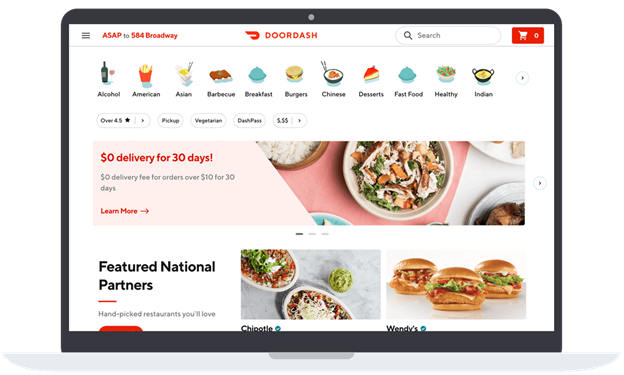 ASAP to 584 Broadway
DOORDASH
Search
0
Alcohol
American
Asian
Barbecue
Breakfast
Burgers
Chinese
Desserts
Fast Food
Healthy
Indian
Over 4.5 ★
Pickup
Vegetarian
DashPass
$,$$
$0 delivery for 30 days!
$0 delivery fee for orders over $10 for 30
days
Learn More →
Featured National
Partners
Hand-picked restaurants you'll love
Chipotle
Wendy's